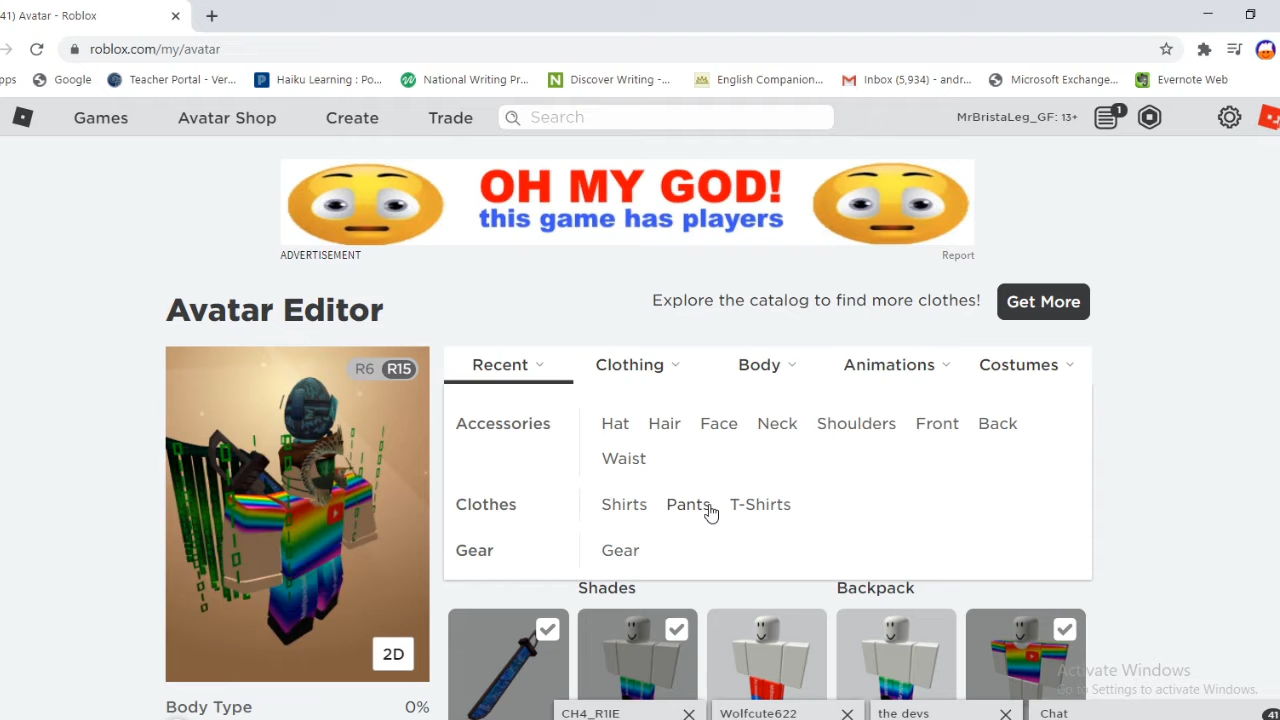 41) Avatar - Roblox
roblox.com/my/avatar
pps Google Teacher Portal - Ver... Haiku Learning : Po... National Writing Pr... Discover Writing -... English Companion... Inbox (5,934) - andr... Microsoft Exchange... Evernote Web
Games Avatar Shop Create Trade Search MrBristaLeg_GF: 13+ 1
OH MY GOD!
this game has players
ADVERTISEMENT Report
Avatar Editor
Explore the catalog to find more clothes! Get More
R6 R15
Recent Clothing Body Animations Costumes
Accessories Hat Hair Face Neck Shoulders Front Back
Waist
Clothes Shirts Pants T-Shirts
Gear Gear
Shades Backpack
2D
Activate Windows
Go to Settings to activate Windows.
Body Type 0%
CH4_R1IE Wolfcute622 the devs Chat 41